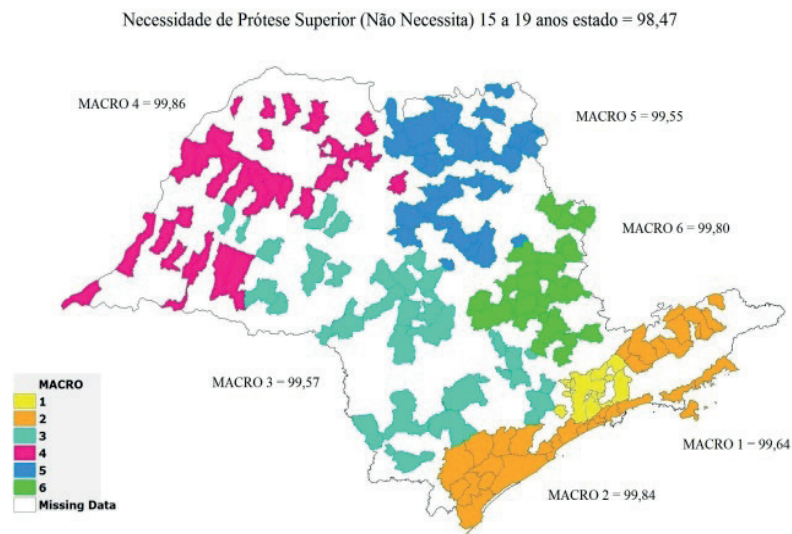 Necessidade de Prótese Superior (Não Necessita) 15 a 19 anos estado = 98,47
MACRO 4 = 99,86
MACRO 5 = 99,55
MACRO 6 = 99,80
MACRO 3 = 99,57
MACRO 1 = 99,64
MACRO 2 = 99,84
MACRO
1
2
3
4
5
6
Missing Data